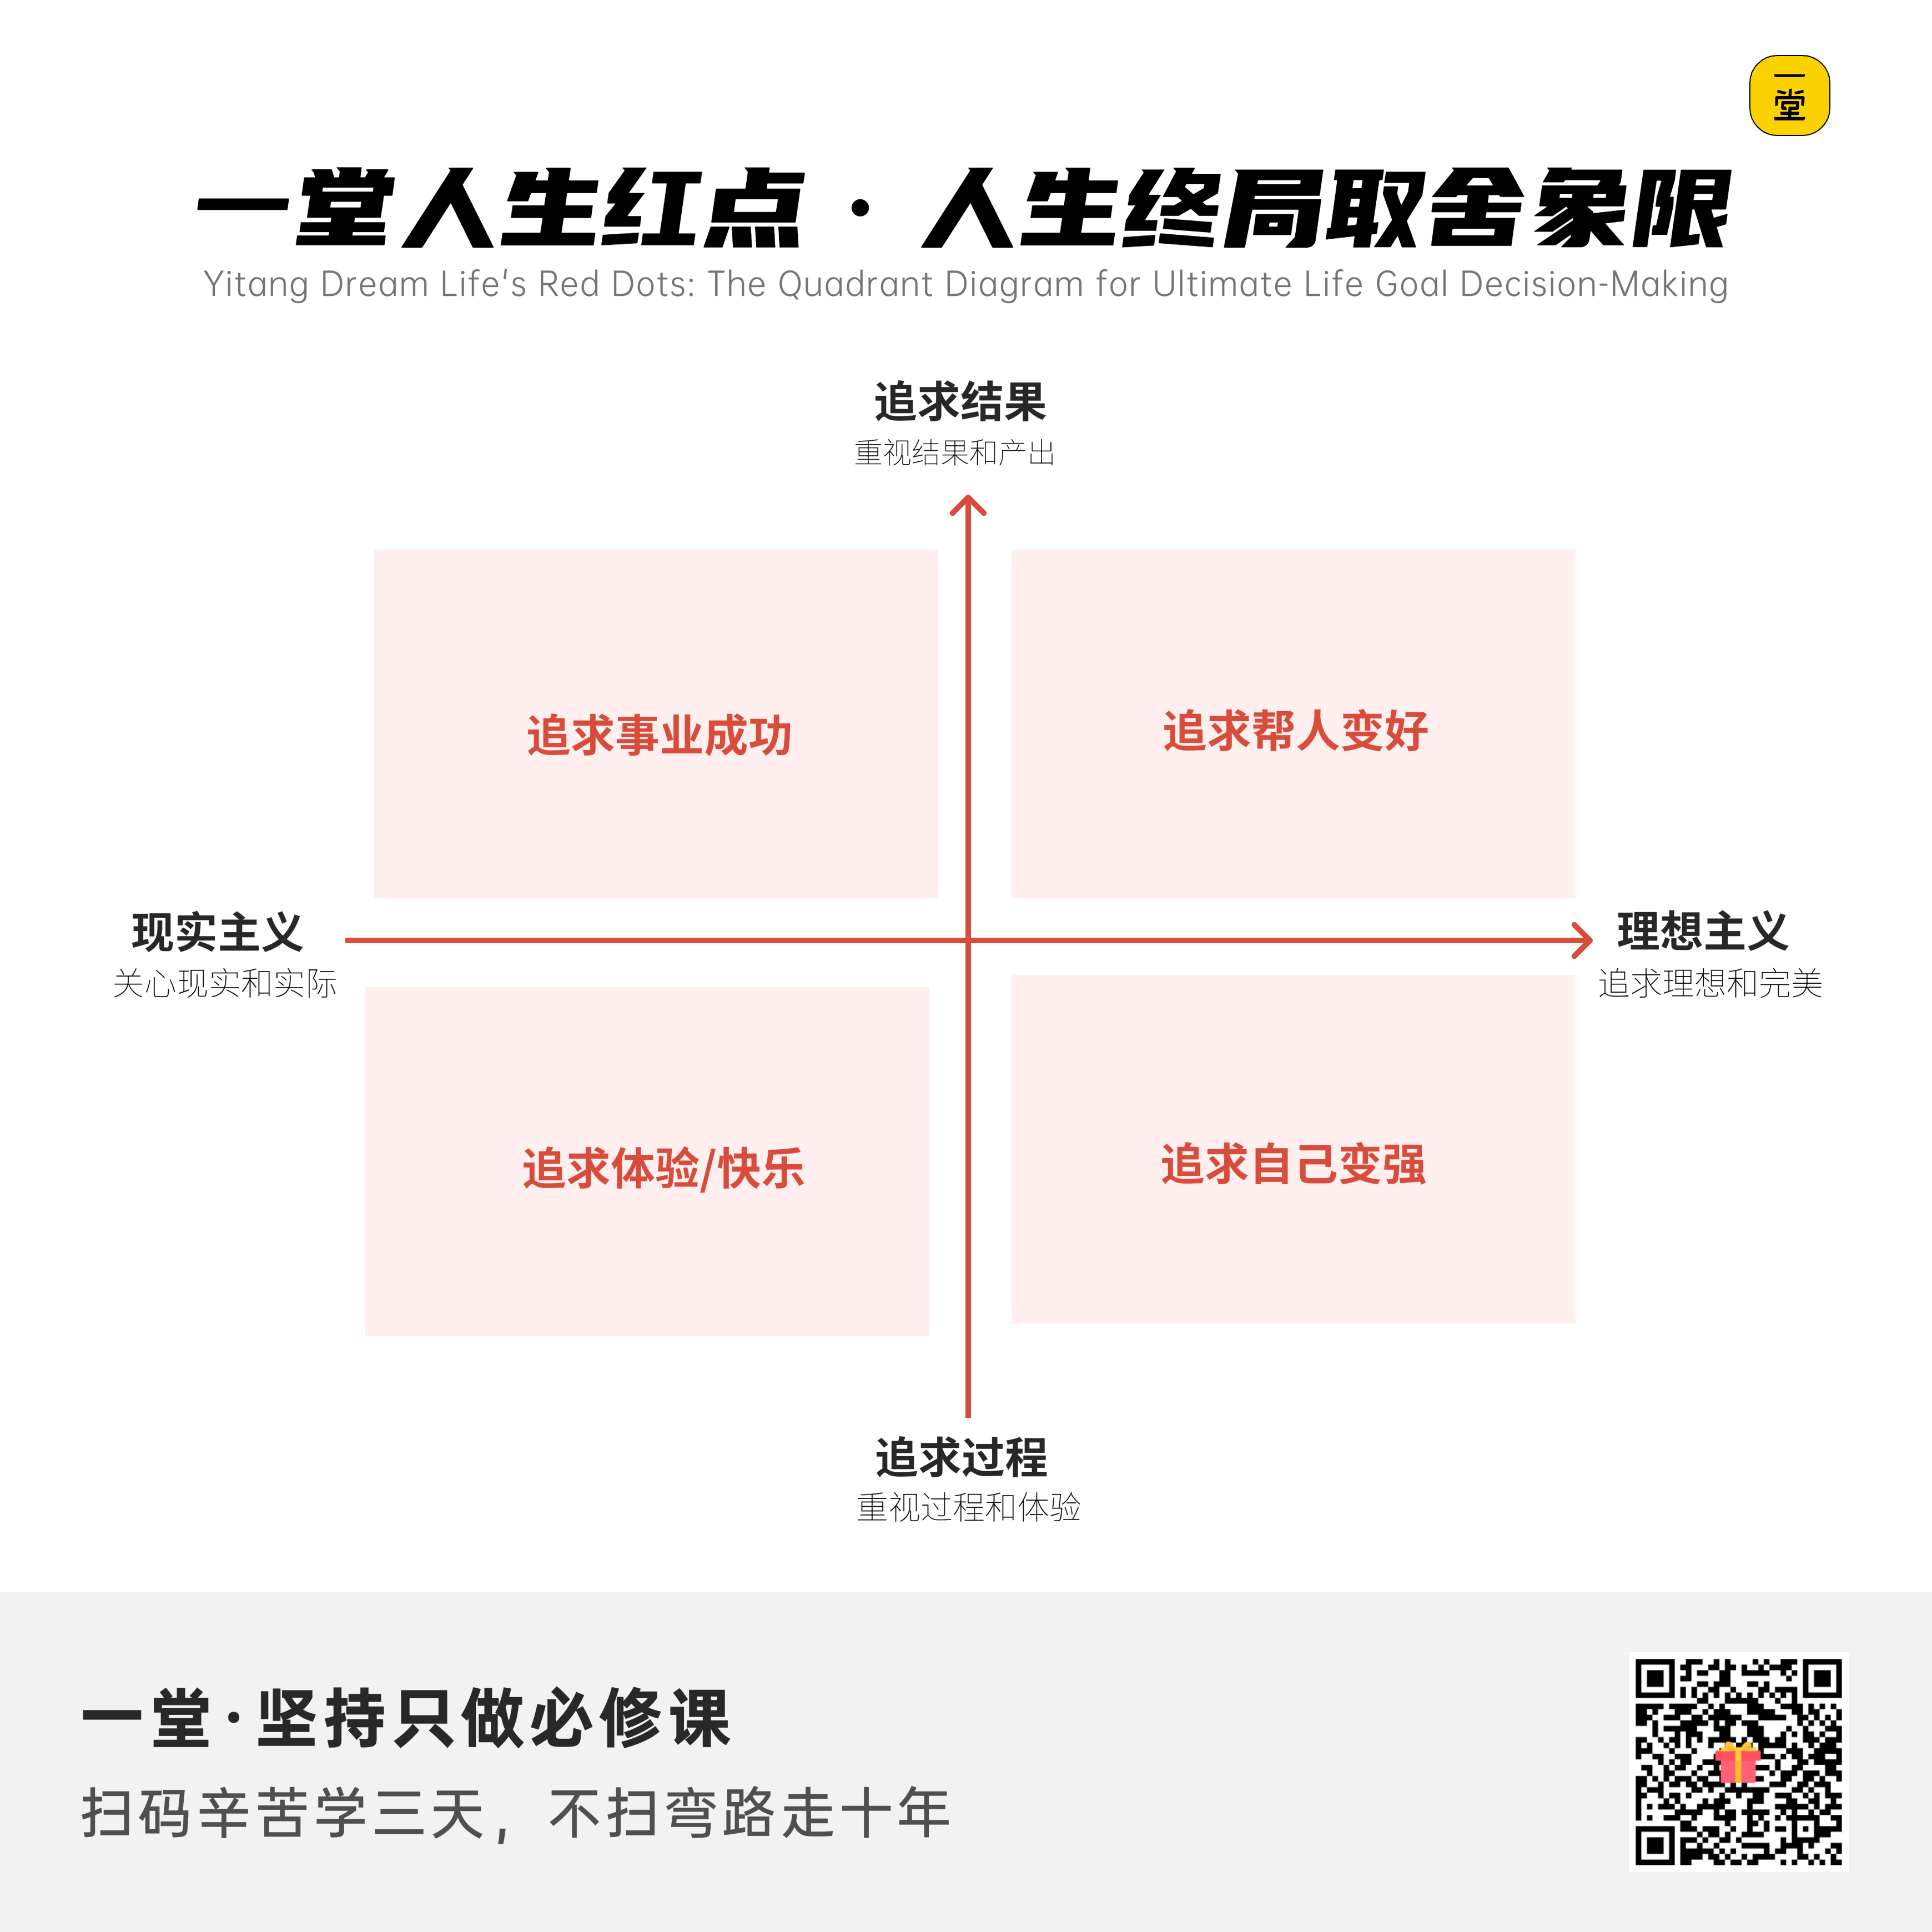 一
堂
一堂人生红点 · 人生终局取舍象限
Yitang Dream Life's Red Dots: The Quadrant Diagram for Ultimate Life Goal Decision-Making
追求结果
重视结果和产出
追求事业成功
追求帮人变好
现实主义
关心现实和实际
理想主义
追求理想和完美
追求体验/快乐
追求自己变强
追求过程
重视过程和体验
一堂·坚持只做必修课
扫码辛苦学三天，不扫弯路走十年